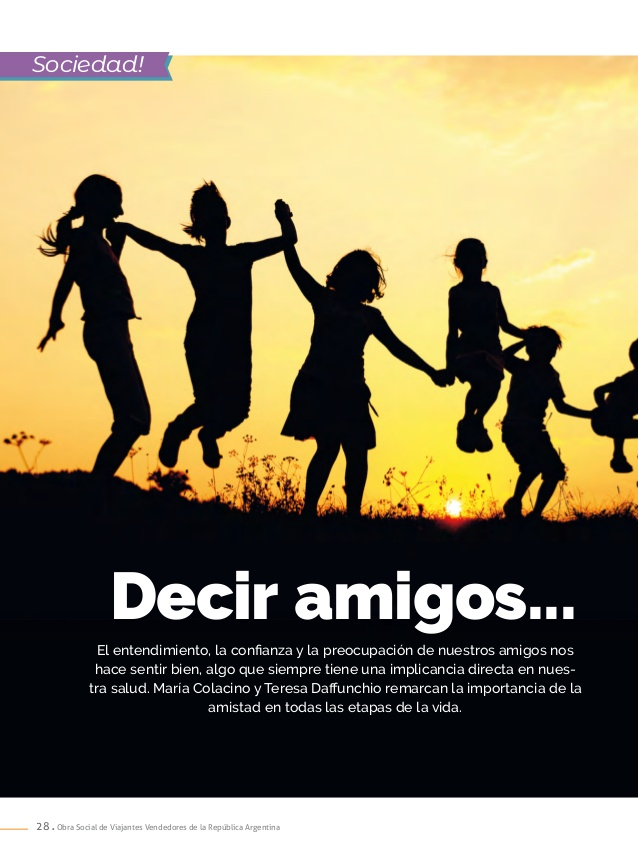 Sociedad!
Decir amigos...
El entendimiento, la confianza y la preocupación de nuestros amigos nos
hace sentir bien, algo que siempre tiene una implicancia directa en nues-
tra salud. María Colacino y Teresa Daffunchio remarcan la importancia de la
amistad en todas las etapas de la vida.
28. Obra Social de Viajantes Vendedores de la República Argentina